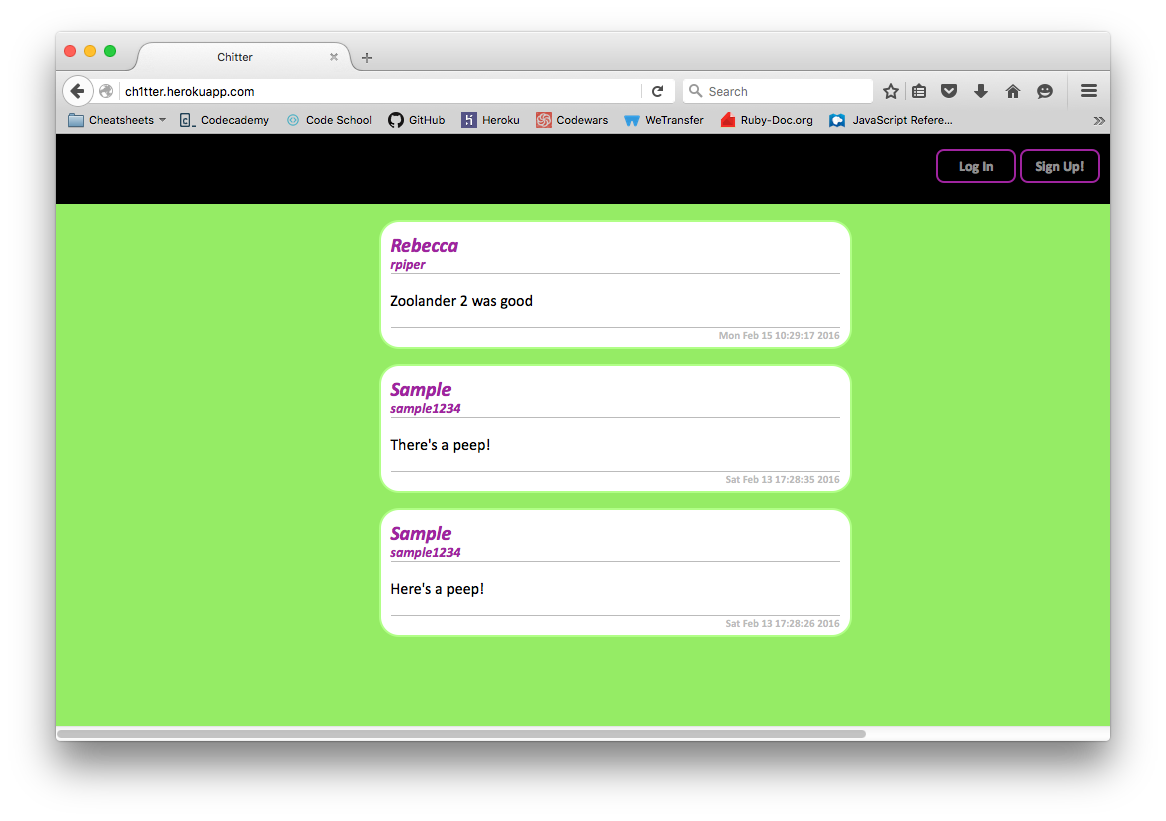 Chitter
ch1tter.herokuapp.com
Search
Cheatsheets
Codecademy
Code School
GitHub
Heroku
Codewars
WeTransfer
Ruby-Doc.org
JavaScript Refere...
Log In
Sign Up!
Rebecca
rpiper
Zoolander 2 was good
Mon Feb 15 10:29:17 2016
Sample
sample1234
There's a peep!
Sat Feb 13 17:28:35 2016
Sample
sample1234
Here's a peep!
Sat Feb 13 17:28:26 2016